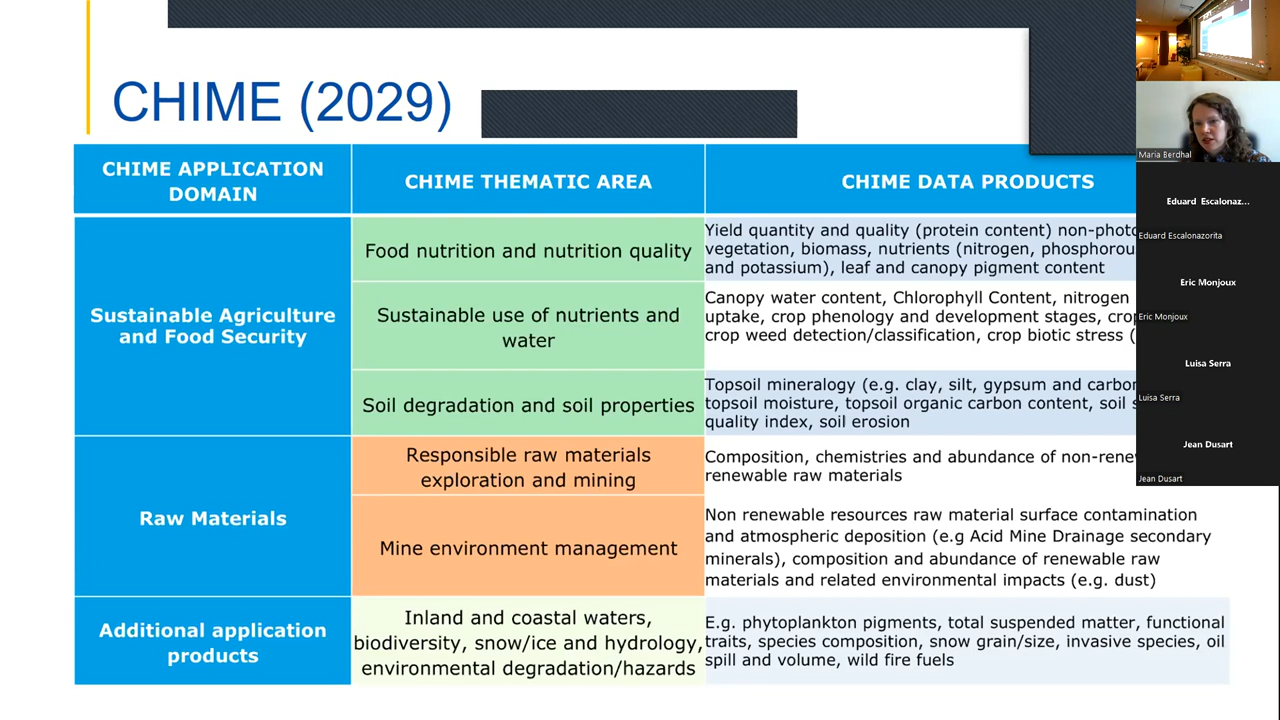 CHIME (2029)
CHIME APPLICATION
DOMAIN
CHIME THEMATIC AREA
CHIME DATA PRODUCTS
Sustainable Agriculture
and Food Security
Food nutrition and nutrition quality
Yield quantity and quality (protein content)
vegetation, biomass, nutrients (nitrogen,
and potassium), leaf and canopy pigment content
Sustainable use of nutrients and
water
Canopy water content, Chlorophyll Content, nitrogen
uptake, crop phenology and development stages,
crop weed detection/classification, crop biotic stress (
Soil degradation and soil properties
Topsoil mineralogy (e.g. clay, silt, gypsum and
topsoil moisture, topsoil organic carbon content, soil
quality index, soil erosion
Raw Materials
Responsible raw materials
exploration and mining
Composition, chemistries and abundance of
renewable raw materials
Mine environment management
Non renewable resources raw material surface contamination
and atmospheric deposition (e.g Acid Mine Drainage secondary
minerals), composition and abundance of renewable raw
materials and related environmental impacts (e.g. dust)
Additional application
products
Inland and coastal waters,
biodiversity, snow/ice and hydrology,
environmental degradation/hazards
E.g. phytoplankton pigments, total suspended matter, functional
traits, species composition, snow grain/size, invasive species, oil
spill and volume, wild fire fuels
Maria Berdhal
Eduard Escalonaz...
Eduard Escalonazorita
Eric Monjoux
Eric Monjoux
Luisa Serra
Luisa Serra
Jean Dusart
Jean Dusart